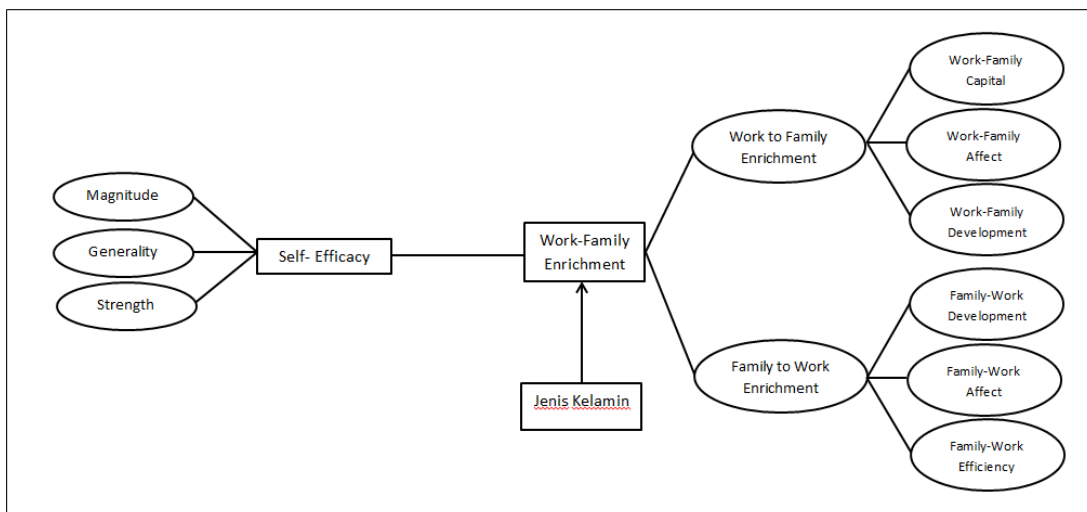 Magnitude
Generality
Strength
Self- Efficacy
Work-Family
Enrichment
Jenis Kelamin
Work to Family
Enrichment
Family to Work
Enrichment
Work-Family
Capital
Work-Family
Affect
Work-Family
Development
Family-Work
Development
Family-Work
Affect
Family-Work
Efficiency